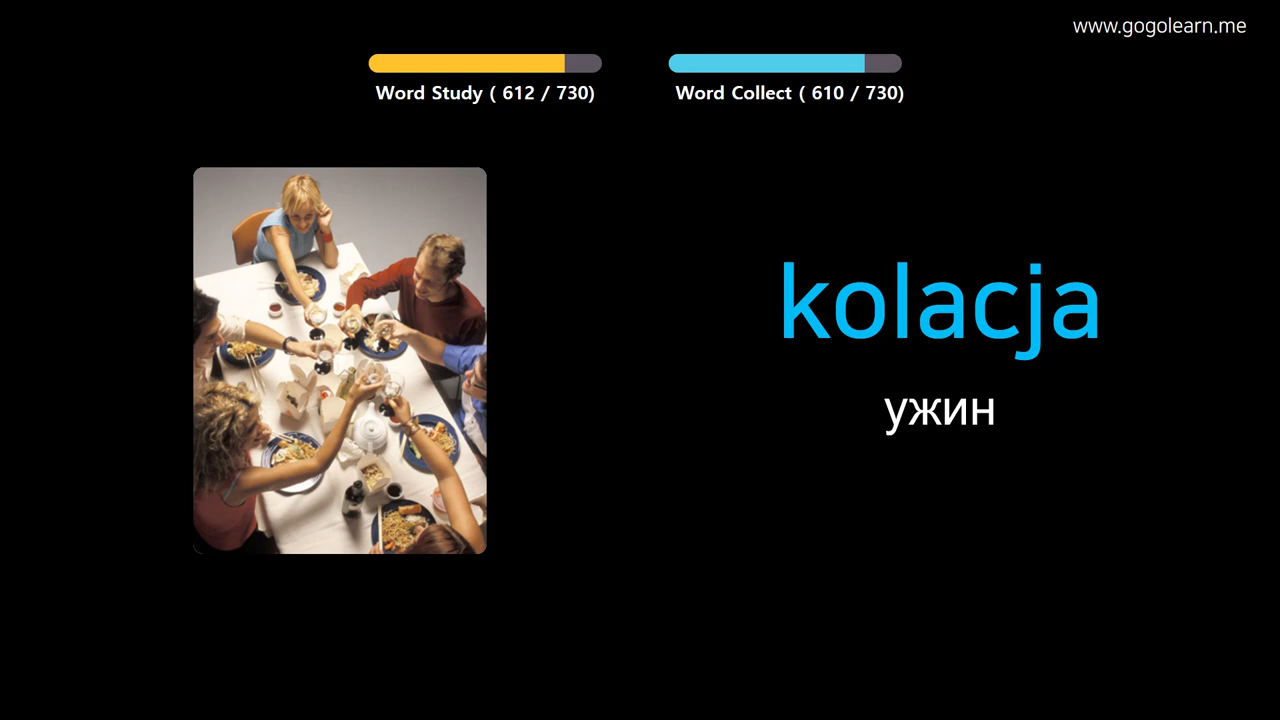 www.gogolearn.me
Word Study ( 612 / 730)
Word Collect ( 610 / 730)
kolacja
ужин